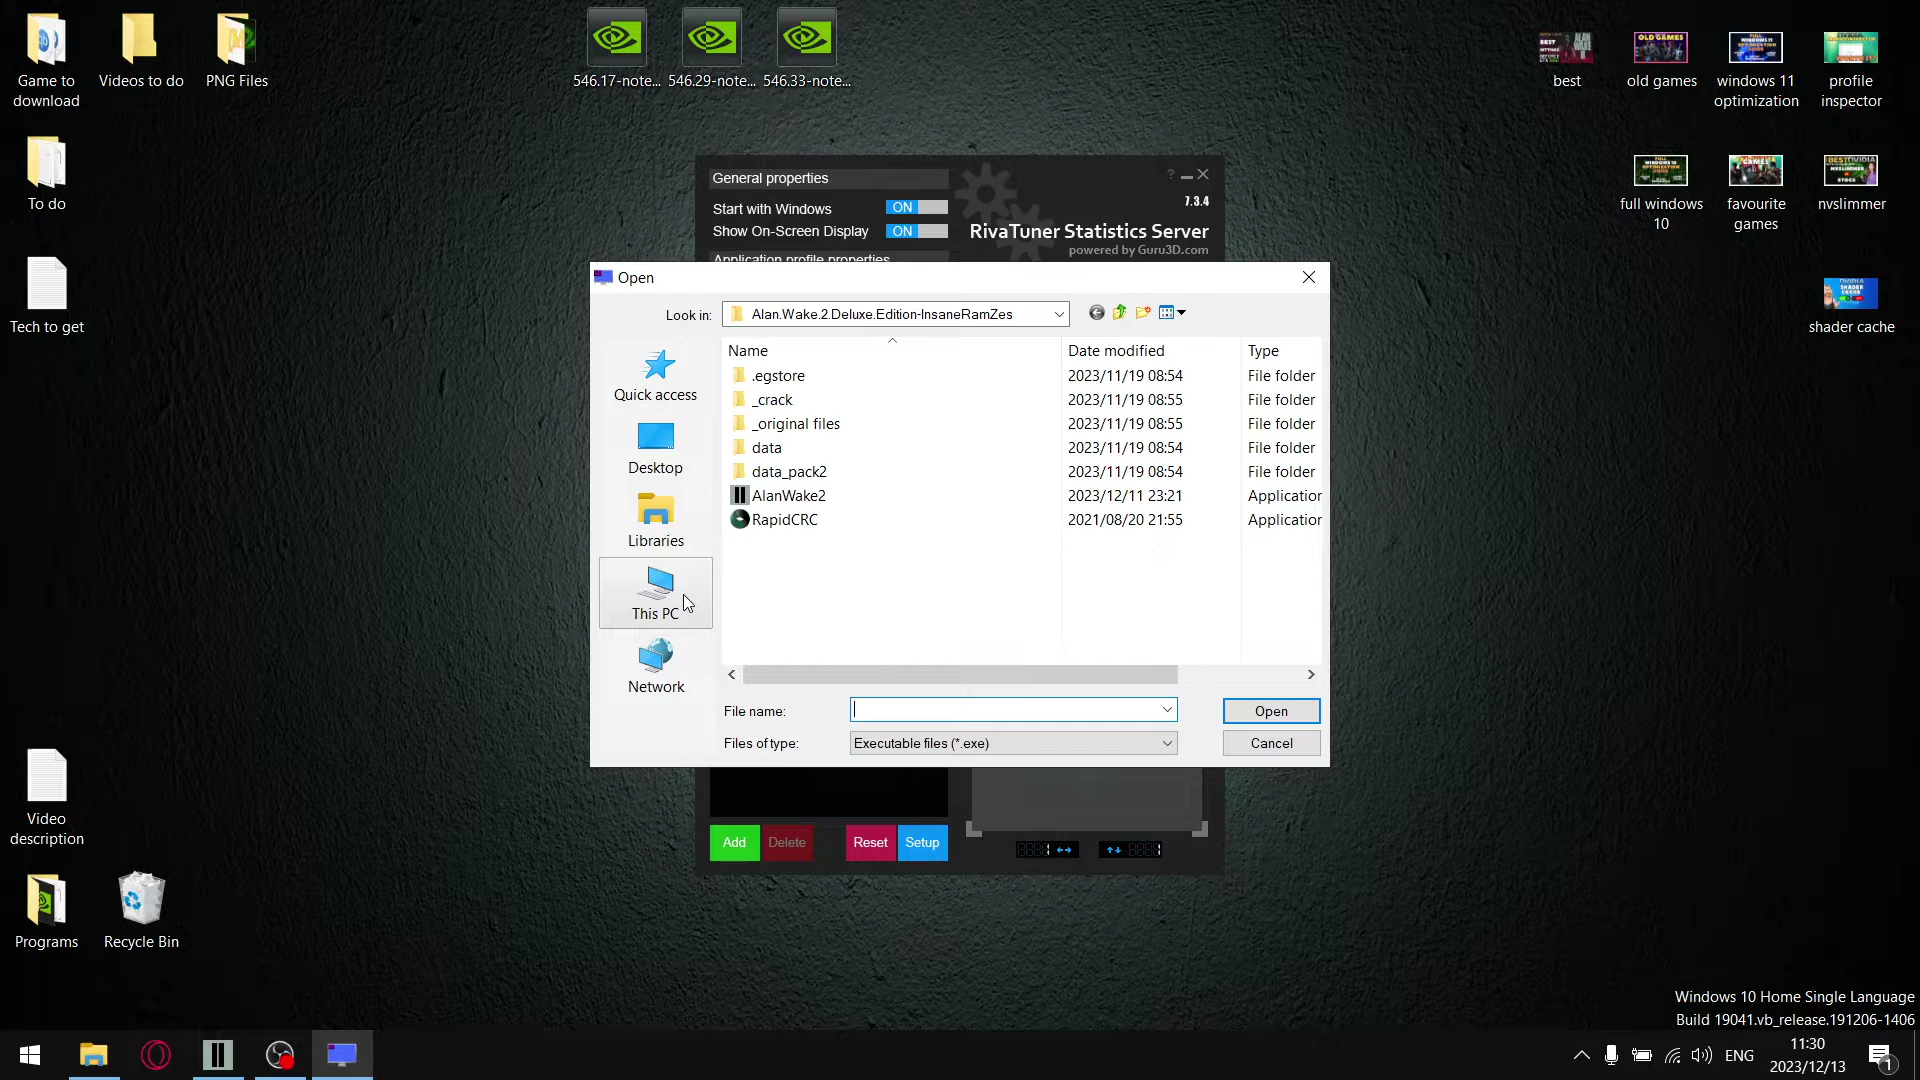 Game to
download
Videos to do
PNG Files
546.17-note...
546.29-note...
546.33-note...
best
old games
windows 11
optimization
profile
inspector
To do
full windows
10
favourite
games
nvslimmer
Tech to get
shader cache
General properties
Start with Windows
ON
Show On-Screen Display
ON
7.3.4
RivaTuner Statistics Server
powered by Guru3D.com
Application profile properties
Open
Look in:
Alan.Wake.2.Deluxe.Edition-InsaneRamZes
Name
Date modified
Type
.egstore
2023/11/19 08:54
File folder
_crack
2023/11/19 08:55
File folder
_original files
2023/11/19 08:55
File folder
data
2023/11/19 08:54
File folder
data_pack2
2023/11/19 08:54
File folder
AlanWake2
2023/12/11 23:21
Application
RapidCRC
2021/08/20 21:55
Application
Quick access
Desktop
Libraries
This PC
Network
File name:
Open
Files of type:
Executable files (*.exe)
Cancel
Add
Delete
Reset
Setup
Video
description
Programs
Recycle Bin
Windows 10 Home Single Language
Build 19041.vb_release.191206-1406
ENG
11:30
2023/12/13
1